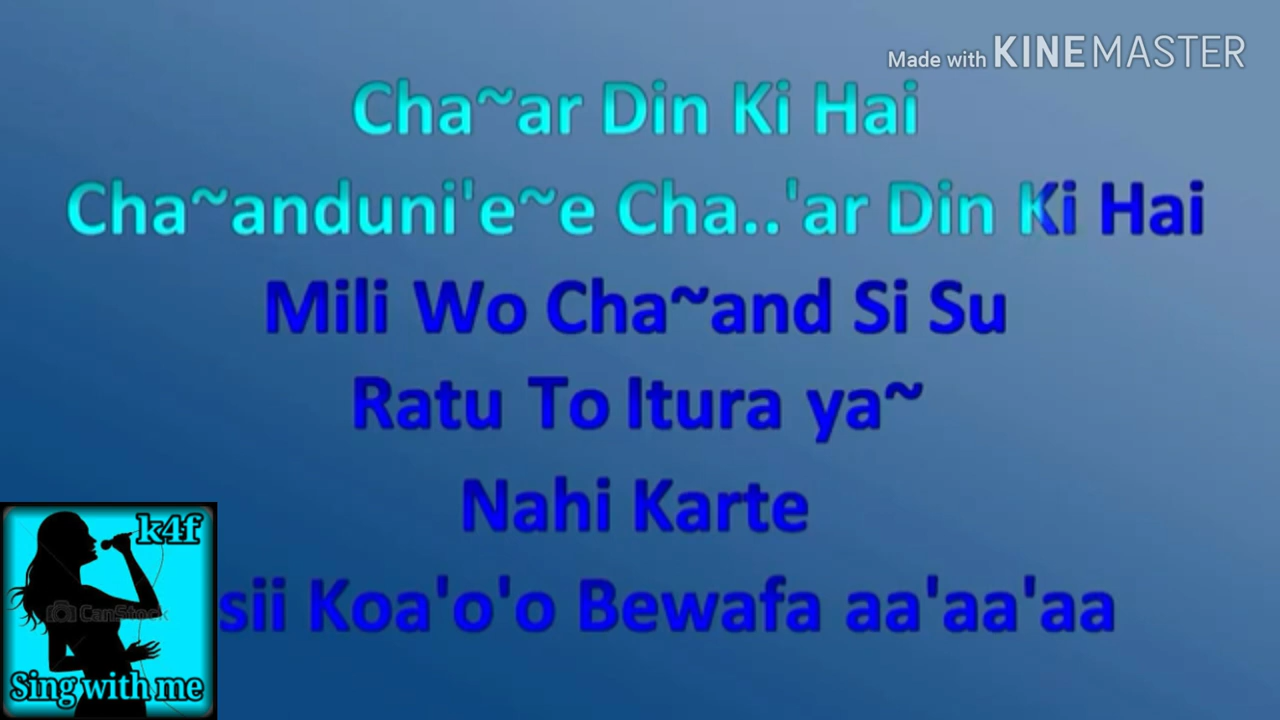 Made with KINEMASTER
Cha~ar Din Ki Hai
Cha~anduni'e~e Cha..'ar Din Ki Hai
Mili Wo Cha~and Si Su
Ratu To Itura ya~
Nahi Karte
sii Koa'o'o Bewafa aa'aa'aa
k4f
CanStock
Sing with me